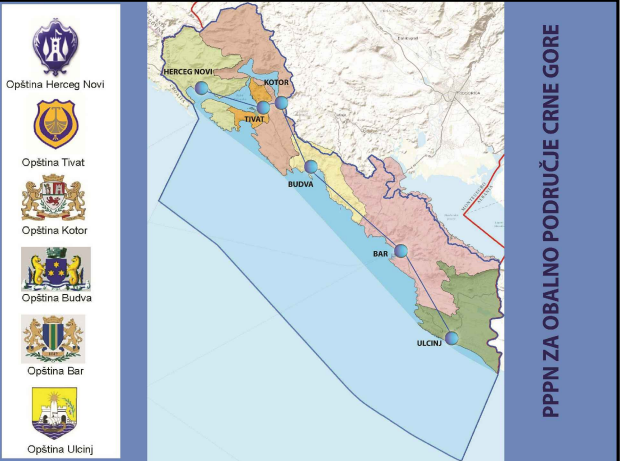 Opština Herceg Novi
Opština Tivat
Opština Kotor
Opština Budva
Opština Bar
Opština Ulcinj
HERCEG NOVI
KOTOR
TIVAT
BUDVA
BAR
ULCINJ
PPPN ZA OBALNO PODRUČJE CRNE GORE